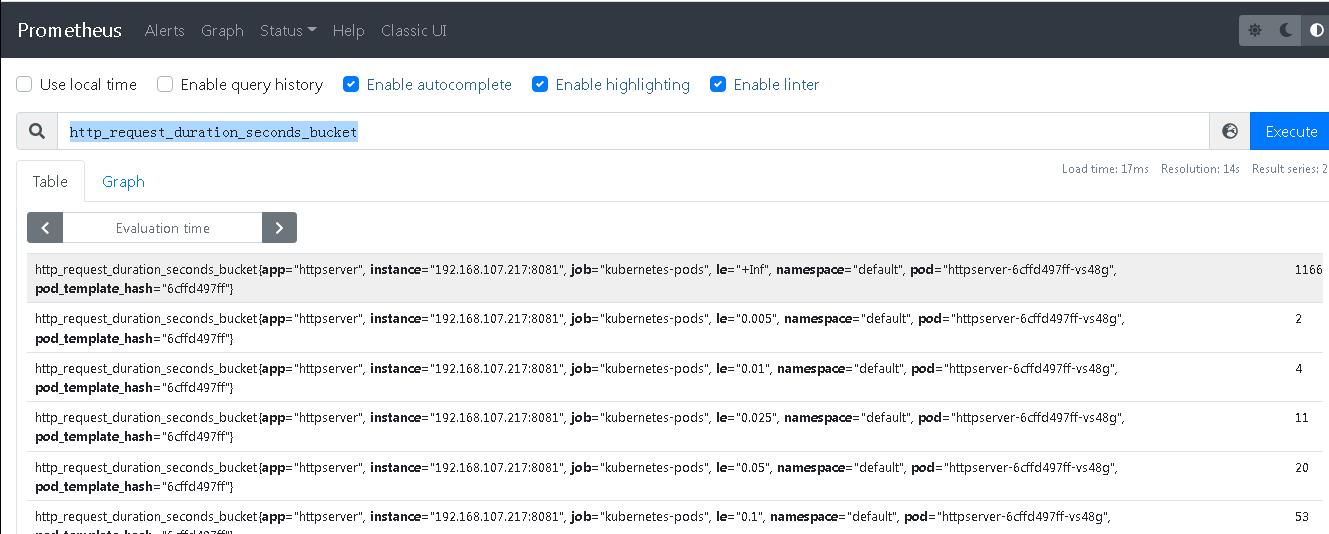 Prometheus Alerts Graph Status Help Classic UI
Use local time Enable query history Enable autocomplete Enable highlighting Enable linter
http_request_duration_seconds_bucket Execute
Load time: 17ms Resolution: 14s Result series: 2
Table Graph
Evaluation time
http_request_duration_seconds_bucket{app="httpserver", instance="192.168.107.217:8081", job="kubernetes-pods", le="+Inf", namespace="default", pod="httpserver-6cffd497ff-vs48g", 1166
pod_template_hash="6cffd497ff"}
http_request_duration_seconds_bucket{app="httpserver", instance="192.168.107.217:8081", job="kubernetes-pods", le="0.005", namespace="default", pod="httpserver-6cffd497ff-vs48g", 2
pod_template_hash="6cffd497ff"}
http_request_duration_seconds_bucket{app="httpserver", instance="192.168.107.217:8081", job="kubernetes-pods", le="0.01", namespace="default", pod="httpserver-6cffd497ff-vs48g", 4
pod_template_hash="6cffd497ff"}
http_request_duration_seconds_bucket{app="httpserver", instance="192.168.107.217:8081", job="kubernetes-pods", le="0.025", namespace="default", pod="httpserver-6cffd497ff-vs48g", 11
pod_template_hash="6cffd497ff"}
http_request_duration_seconds_bucket{app="httpserver", instance="192.168.107.217:8081", job="kubernetes-pods", le="0.05", namespace="default", pod="httpserver-6cffd497ff-vs48g", 20
pod_template_hash="6cffd497ff"}
http_request_duration_seconds_bucket{app="httpserver", instance="192.168.107.217:8081", job="kubernetes-pods", le="0.1", namespace="default", pod="httpserver-6cffd497ff-vs48g", 53